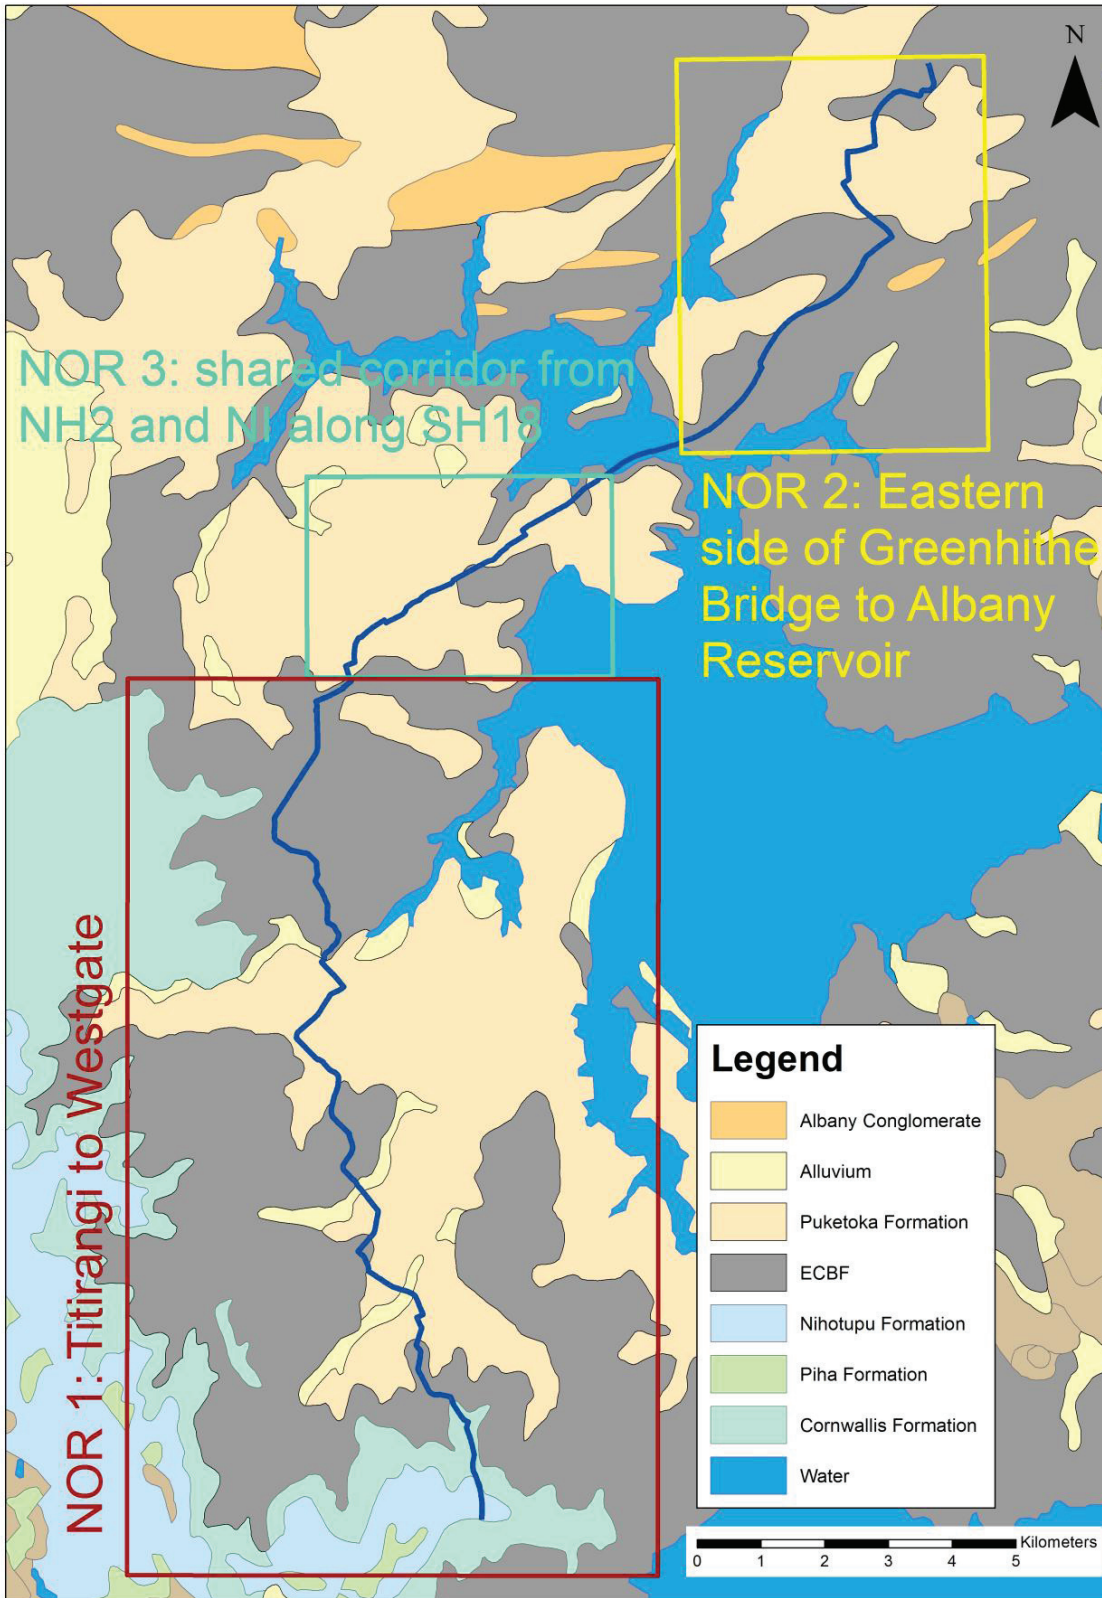 N
NOR 3: shared corridor from
NH2 and NI along SH18
NOR 2: Eastern
side of Greenhithe
Bridge to Albany
Reservoir
NOR 1: Titirangi to Westgate
Legend
Albany Conglomerate
Alluvium
Puketoka Formation
ECBF
Nihotupu Formation
Piha Formation
Cornwallis Formation
Water
Kilometers
0 1 2 3 4 5